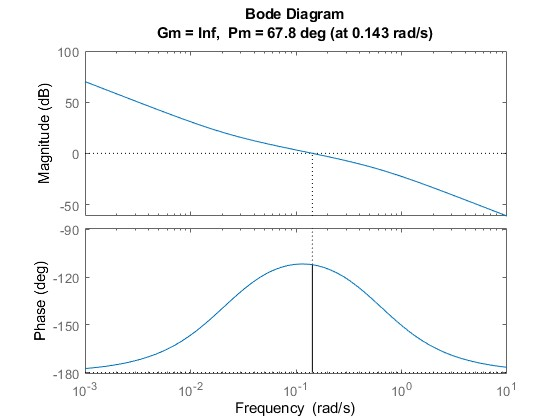 Bode Diagram
Gm = Inf, Pm = 67.8 deg (at 0.143 rad/s)
100
50
0
-50
Magnitude (dB)
-90
-120
-150
-180
Phase (deg)
10^-3
10^-2
10^-1
10^0
10^1
Frequency (rad/s)